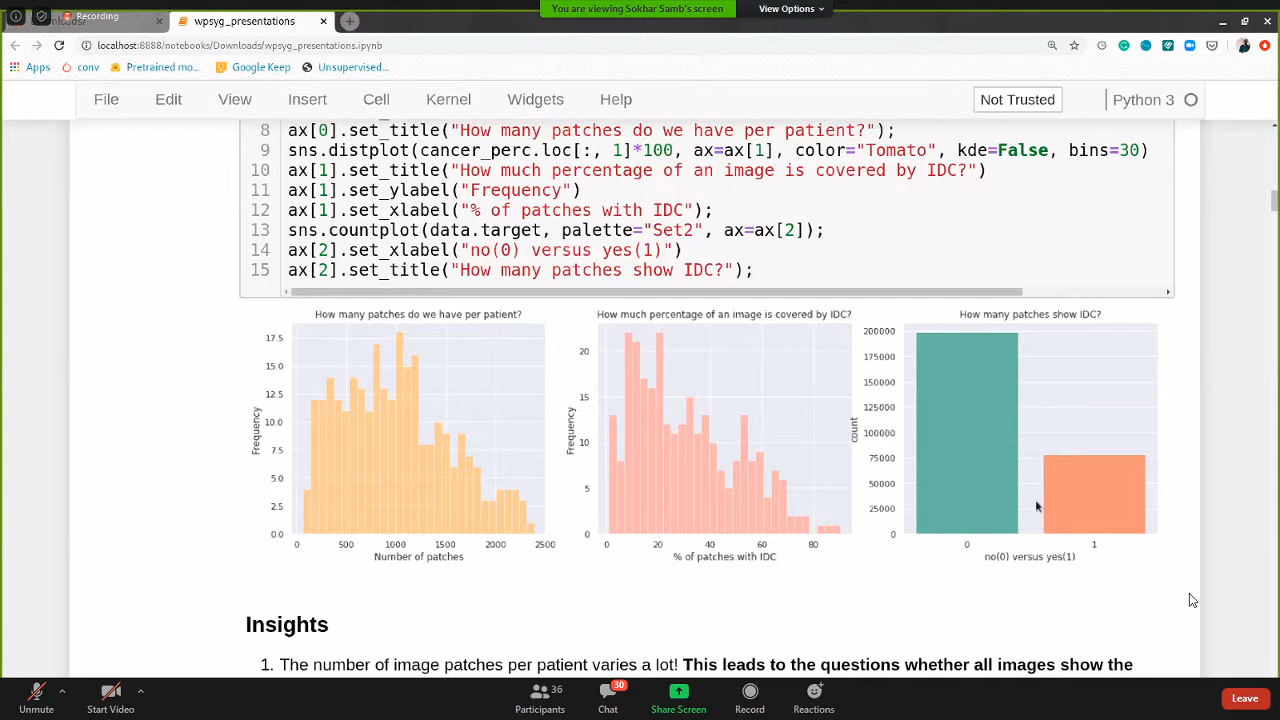 Recording
You are viewing Sokhar Samb's screen
View Options
wpsyg_presentations
localhost:8888/notebooks/Downloads/wpsyg_presentations.ipynb
Apps conv Pretrained mo... Google Keep Unsupervised...
File Edit View Insert Cell Kernel Widgets Help Not Trusted Python 3
8 ax[0].set_title("How many patches do we have per patient?");
9 sns.distplot(cancer_perc.loc[:, 1]*100, ax=ax[1], color="Tomato", kde=False, bins=30)
10 ax[1].set_title("How much percentage of an image is covered by IDC?")
11 ax[1].set_ylabel("Frequency")
12 ax[1].set_xlabel("% of patches with IDC");
13 sns.countplot(data.target, palette="Set2", ax=ax[2]);
14 ax[2].set_xlabel("no(0) versus yes(1)")
15 ax[2].set_title("How many patches show IDC?");
How many patches do we have per patient?
17.5
15.0
12.5
10.0
7.5
5.0
2.5
0.0
Frequency
0 500 1000 1500 2000 2500
Number of patches
How much percentage of an image is covered by IDC?
20
15
10
5
0
Frequency
0 20 40 60 80
% of patches with IDC
How many patches show IDC?
200000
175000
150000
125000
100000
75000
50000
25000
0
count
0 1
no(0) versus yes(1)
Insights
1. The number of image patches per patient varies a lot! This leads to the questions whether all images show the
Unmute Start Video Participants 36 Chat 30 Share Screen Record Reactions Leave